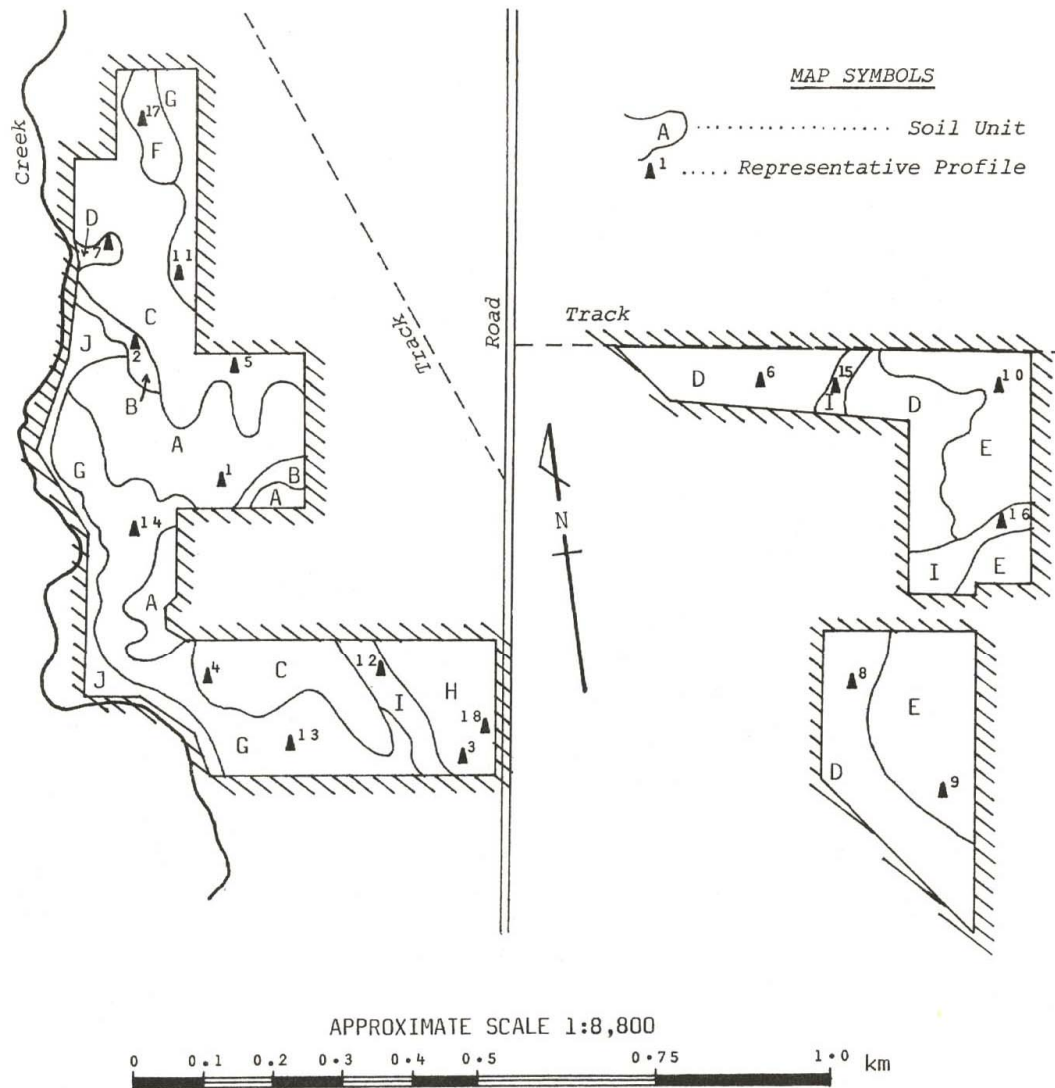 MAP SYMBOLS
A ........................ Soil Unit
1 ..... Representative Profile
Creek
Track
Road
Track
N
G
17
F
D
7
11
C
J
2
B
5
A
1
B
A
G
14
A
J
4
C
12
I
H
18
3
G
13
D
6
15
I
D
10
E
16
I
E
8
E
D
9
APPROXIMATE SCALE 1:8,800
0 0.1 0.2 0.3 0.4 0.5 0.75 1.0 km